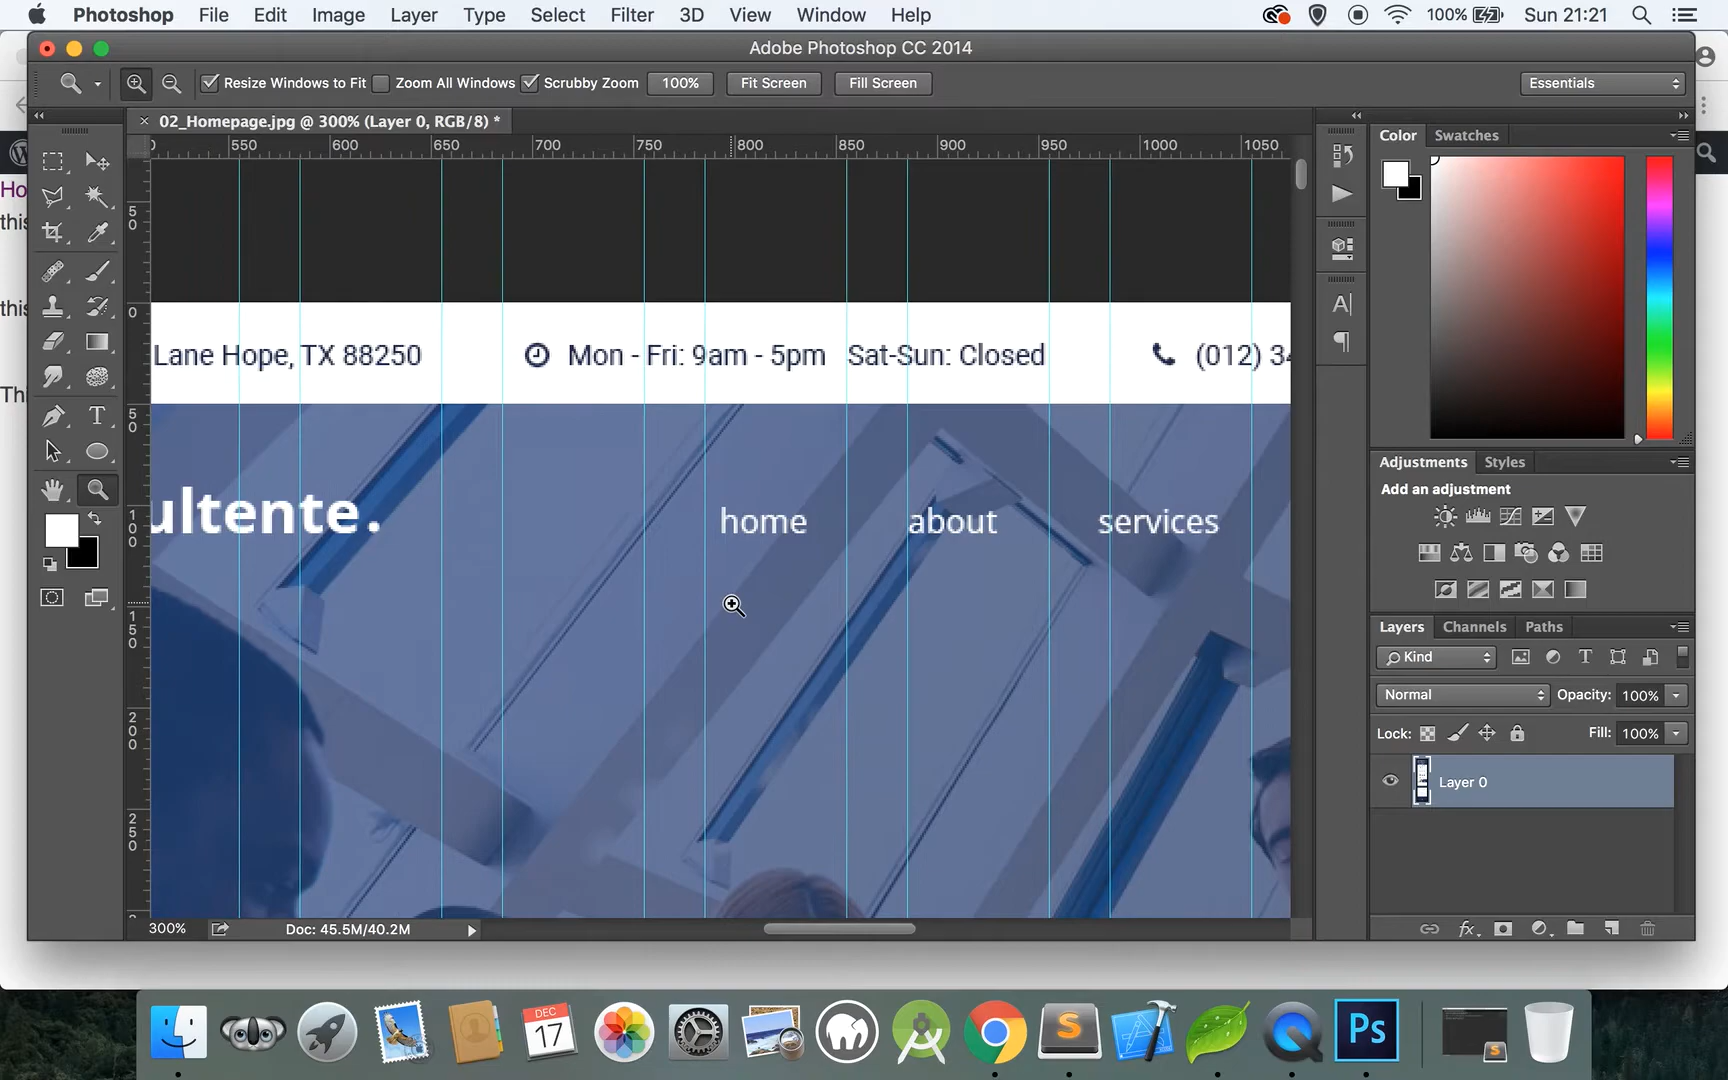 Photoshop File Edit Image Layer Type Select Filter 3D View Window Help 100% Sun 21:21
Adobe Photoshop CC 2014
Resize Windows to Fit Zoom All Windows Scrubby Zoom 100% Fit Screen Fill Screen Essentials
02_Homepage.jpg @ 300% (Layer 0, RGB/8) *
550 600 650 700 750 800 850 900 950 1000 1050
50
0
50
100
150
200
250
Ho
this
this
Thi
Lane Hope, TX 88250 Mon - Fri: 9am - 5pm Sat-Sun: Closed (012) 34
ultente. home about services
300% Doc: 45.5M/40.2M
Color Swatches
Adjustments Styles
Add an adjustment
Layers Channels Paths
Kind
Normal Opacity: 100%
Lock: Fill: 100%
Layer 0
DEC
17
Ps